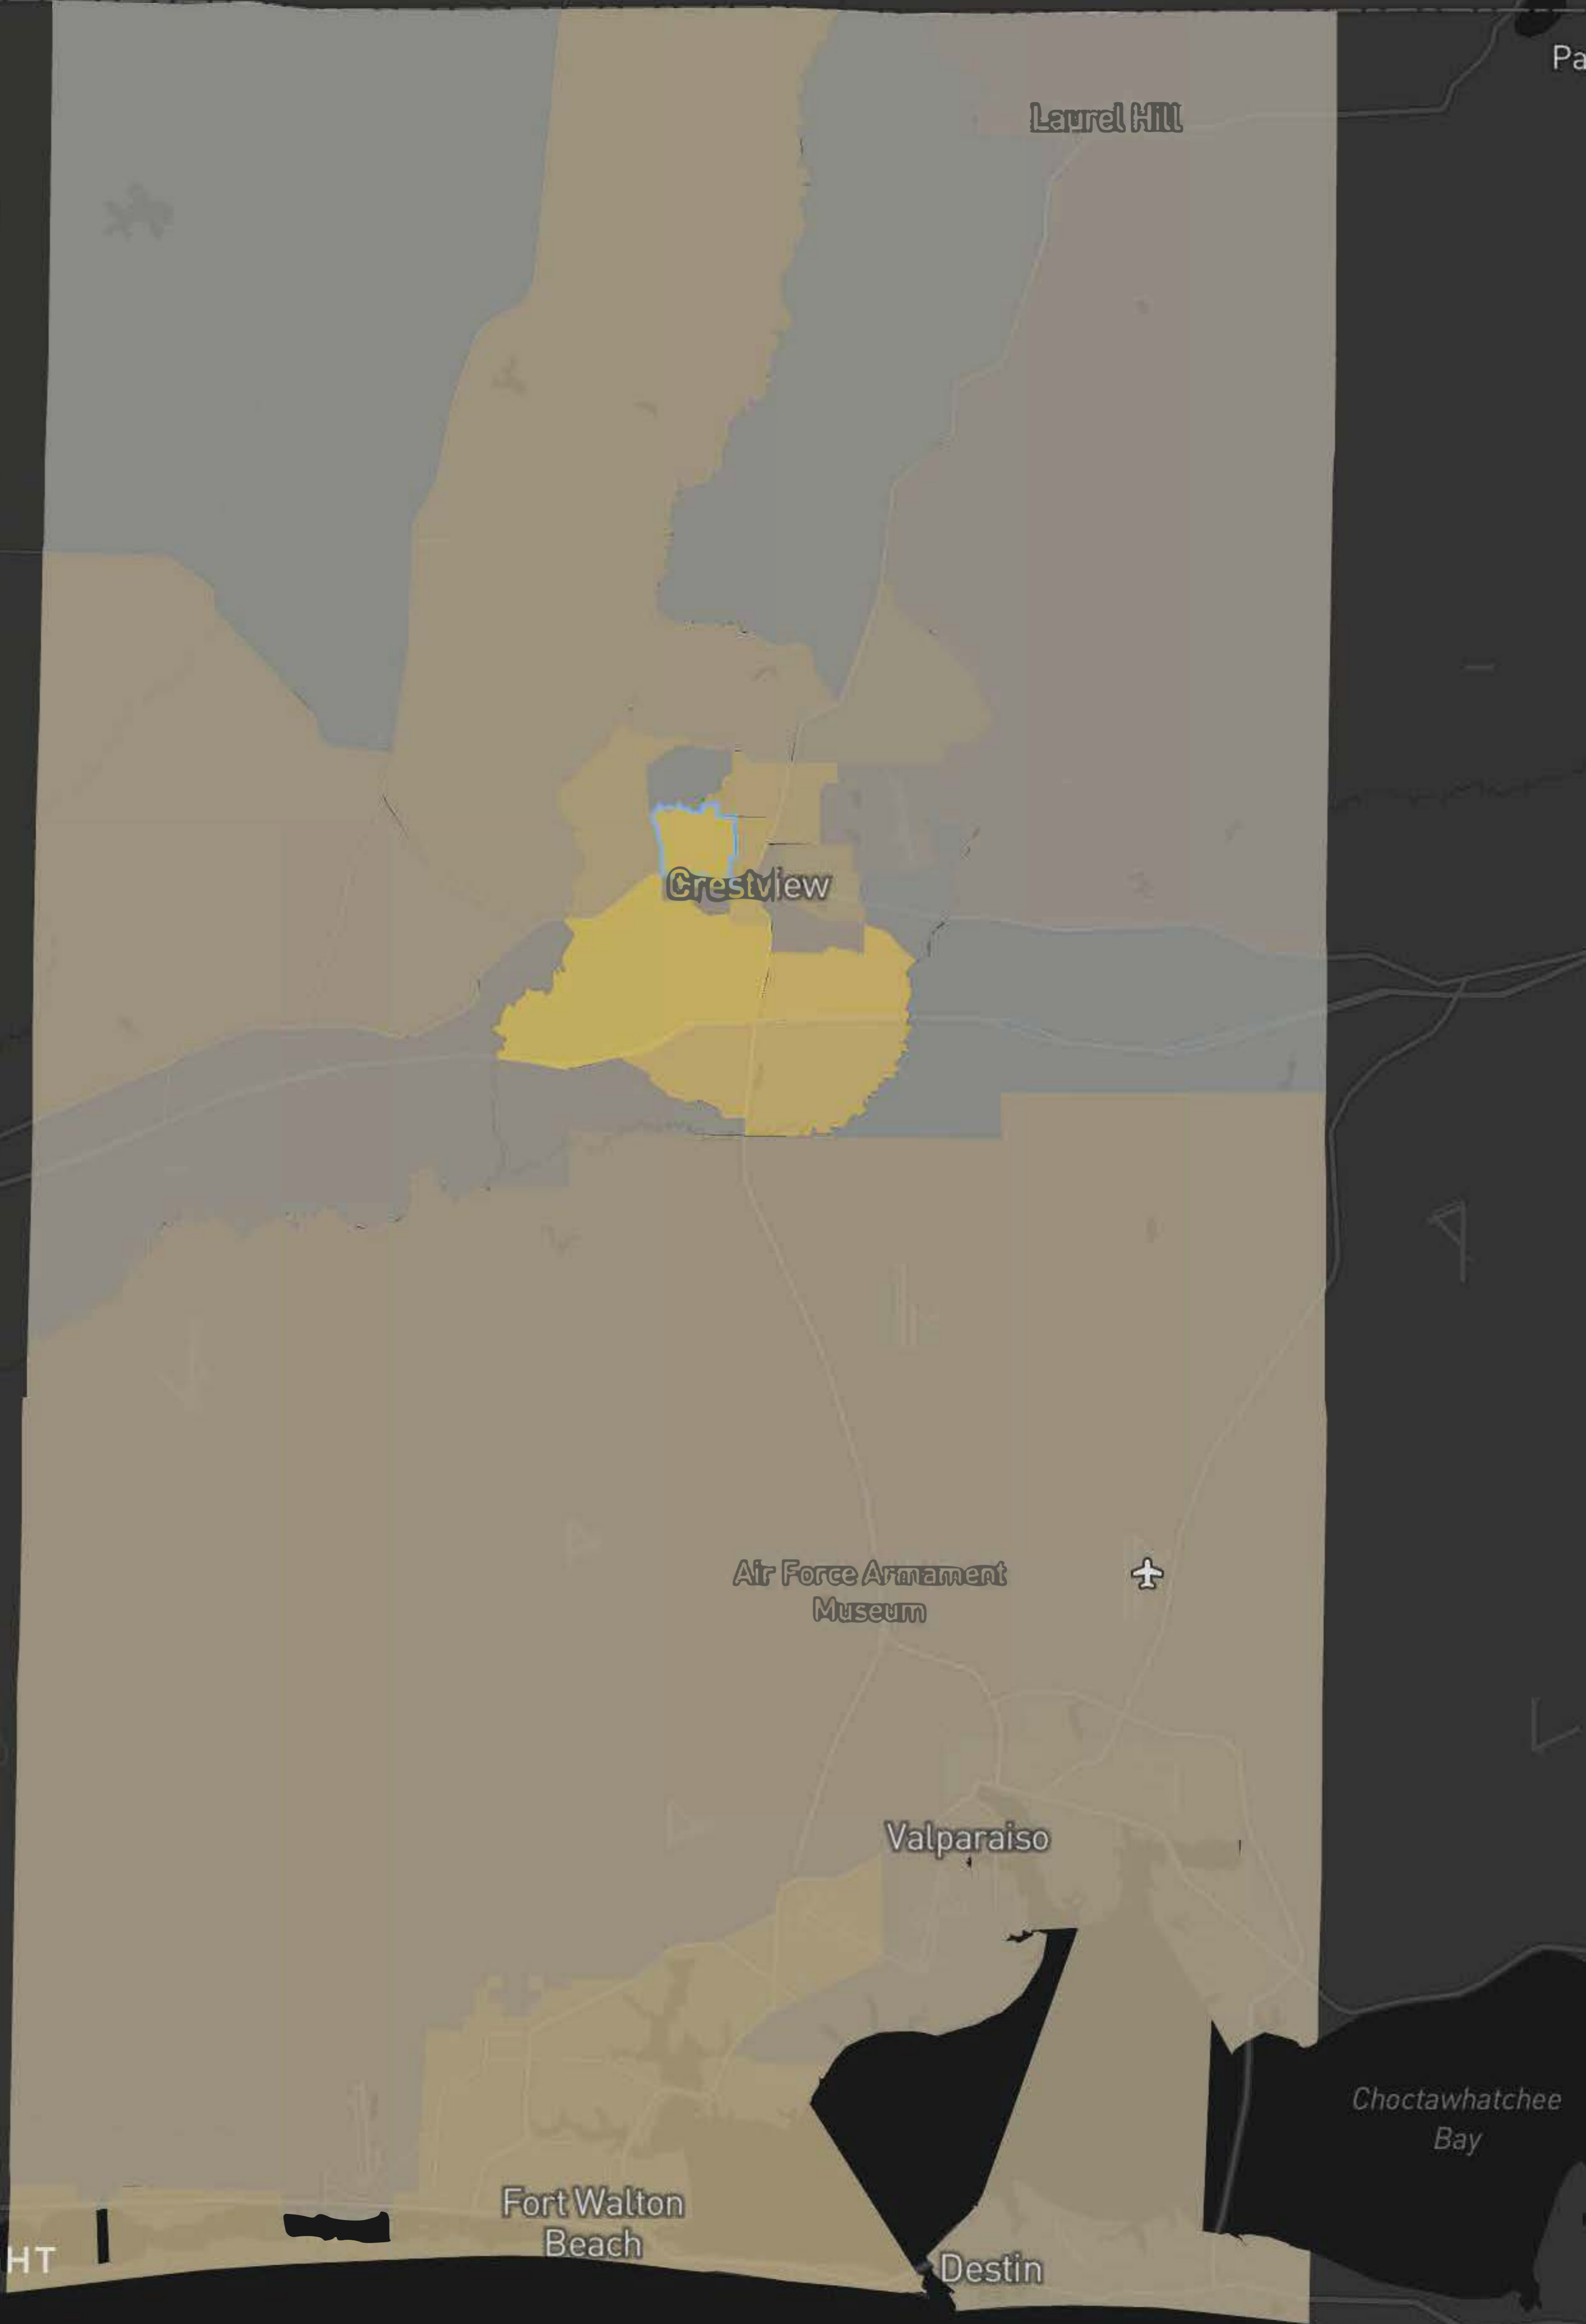 Pa
Laurel Hill
Crestview
Air Force Armament
Museum
Valparaiso
Choctawhatchee
Bay
Fort Walton
Beach
HT
Destin